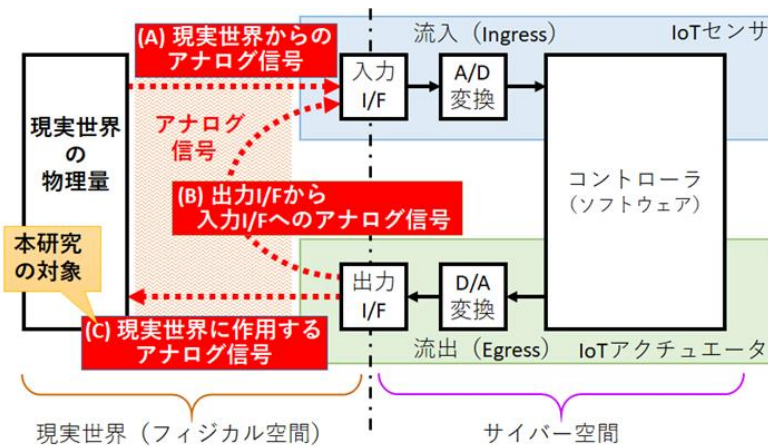 (A) 現実世界からの
アナログ信号
流入（Ingress）
IoTセンサ
入力
I/F
A/D
変換
現実世界
の
物理量
アナログ
信号
(B) 出力I/Fから
入力I/Fへのアナログ信号
コントローラ
（ソフトウェア）
本研究
の対象
出力
I/F
D/A
変換
(C) 現実世界に作用する
アナログ信号
流出（Egress）
IoTアクチュエータ
現実世界（フィジカル空間）
サイバー空間